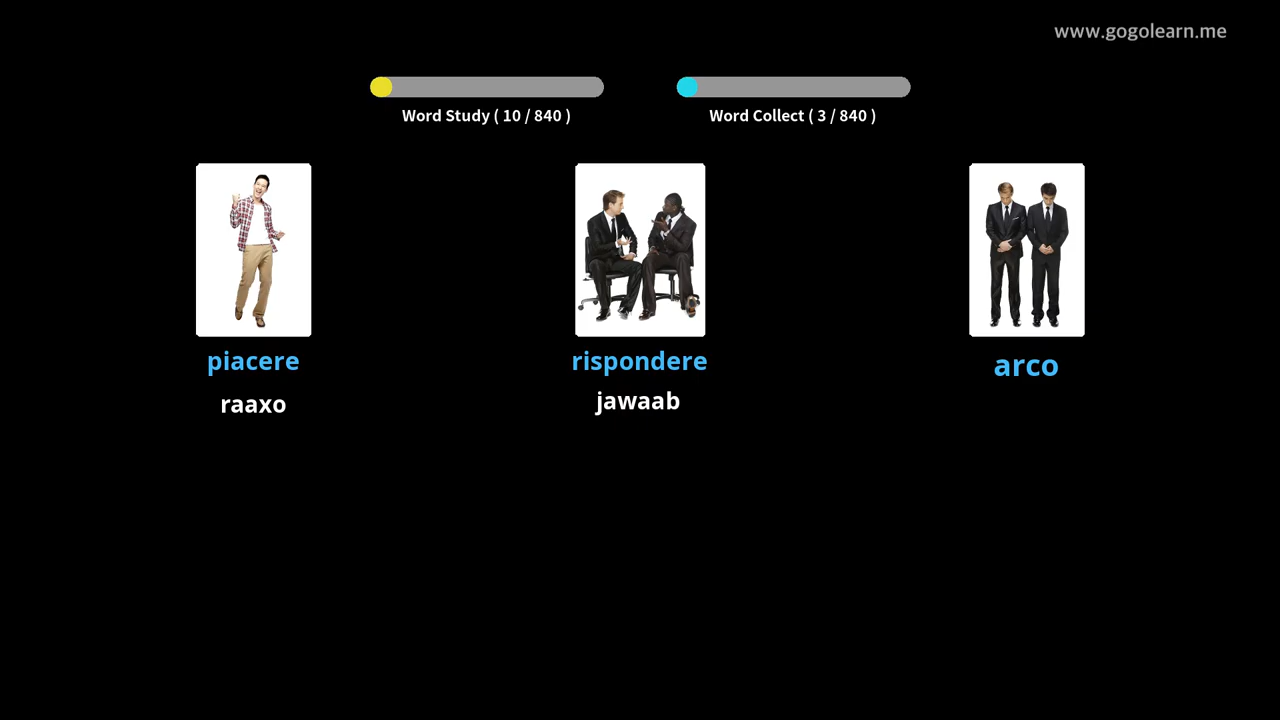 www.gogolearn.me
Word Study ( 10 / 840 )
Word Collect ( 3 / 840 )
piacere
raaxo
rispondere
jawaab
arco